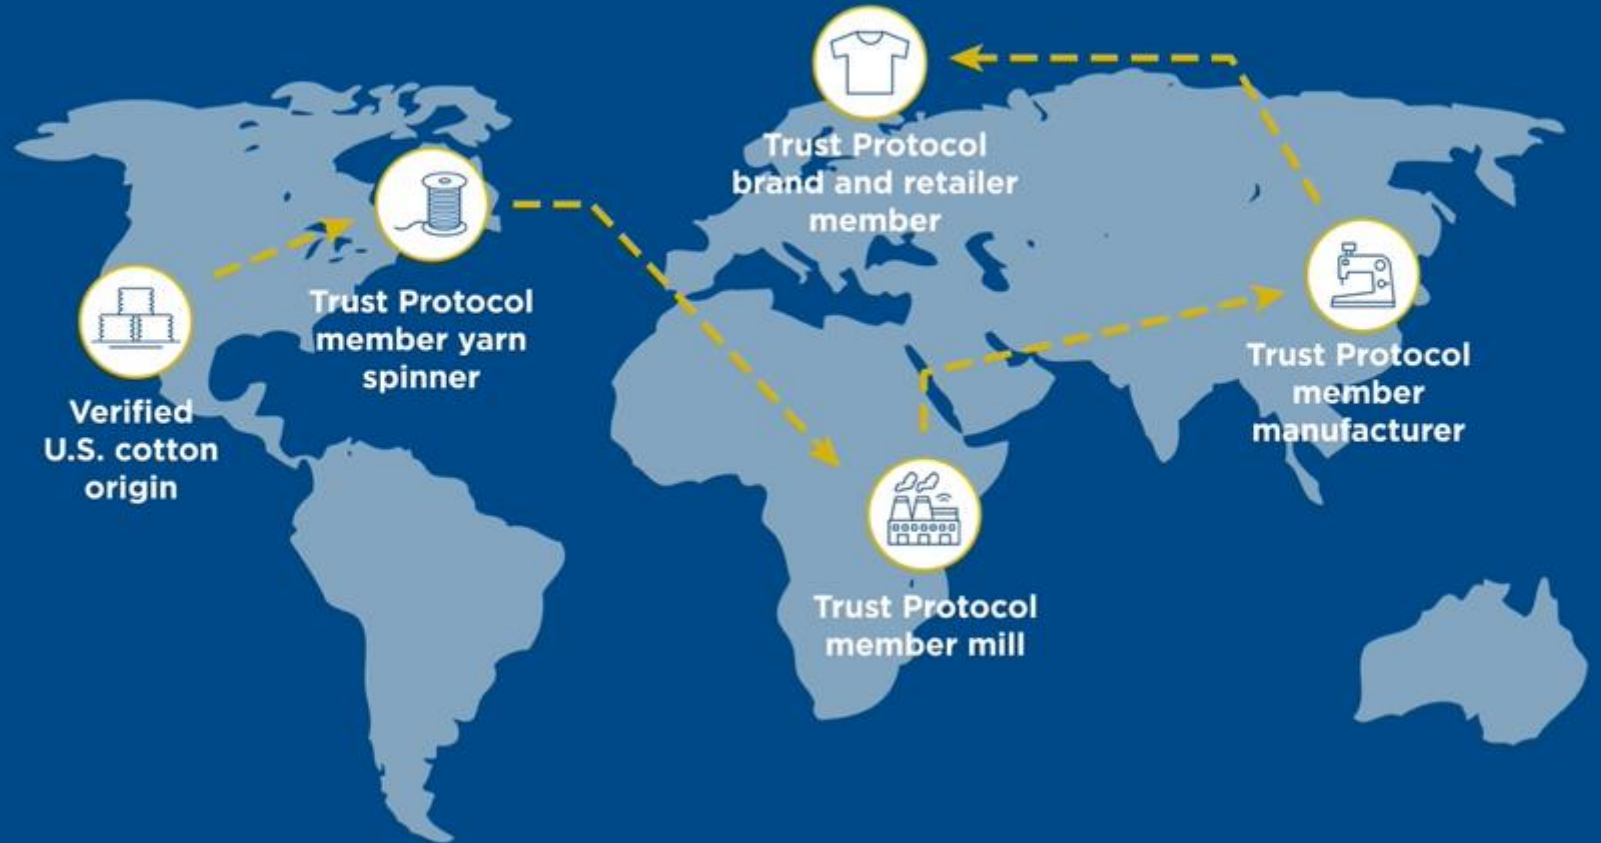 Verified
U.S. cotton
origin
Trust Protocol
member yarn
spinner
Trust Protocol
member mill
Trust Protocol
member
manufacturer
Trust Protocol
brand and retailer
member